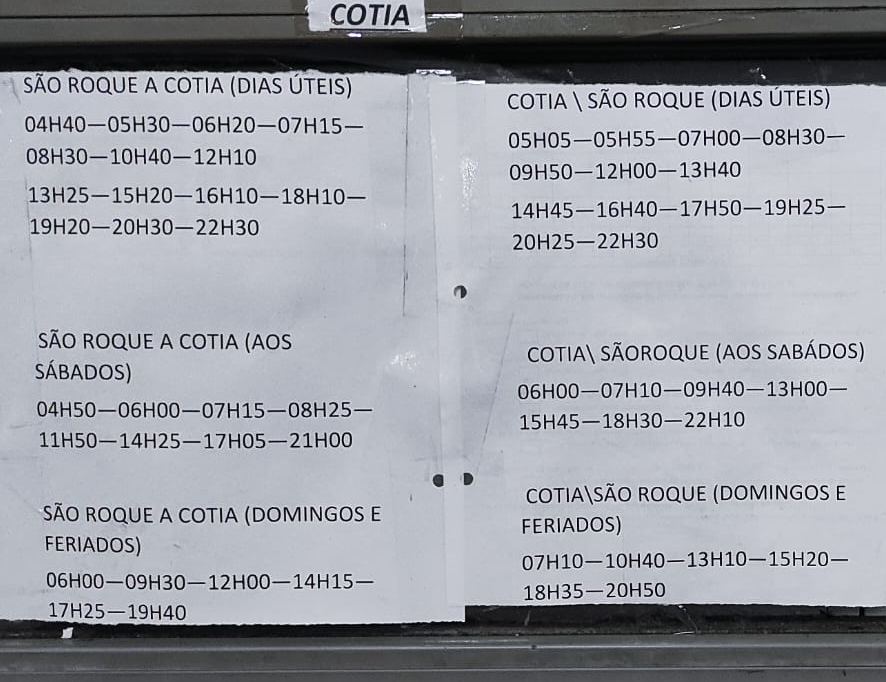 COTIA
SÃO ROQUE A COTIA (DIAS ÚTEIS)
04H40—05H30—06H20—07H15—
08H30—10H40—12H10
13H25—15H20—16H10—18H10—
19H20—20H30—22H30
SÃO ROQUE A COTIA (AOS
SÁBADOS)
04H50—06H00—07H15—08H25—
11H50—14H25—17H05—21H00
SÃO ROQUE A COTIA (DOMINGOS E
FERIADOS)
06H00—09H30—12H00—14H15—
17H25—19H40
COTIA \ SÃO ROQUE (DIAS ÚTEIS)
05H05—05H55—07H00—08H30—
09H50—12H00—13H40
14H45—16H40—17H50—19H25—
20H25—22H30
COTIA\ SÃOROQUE (AOS SABÁDOS)
06H00—07H10—09H40—13H00—
15H45—18H30—22H10
COTIA\SÃO ROQUE (DOMINGOS E
FERIADOS)
07H10—10H40—13H10—15H20—
18H35—20H50